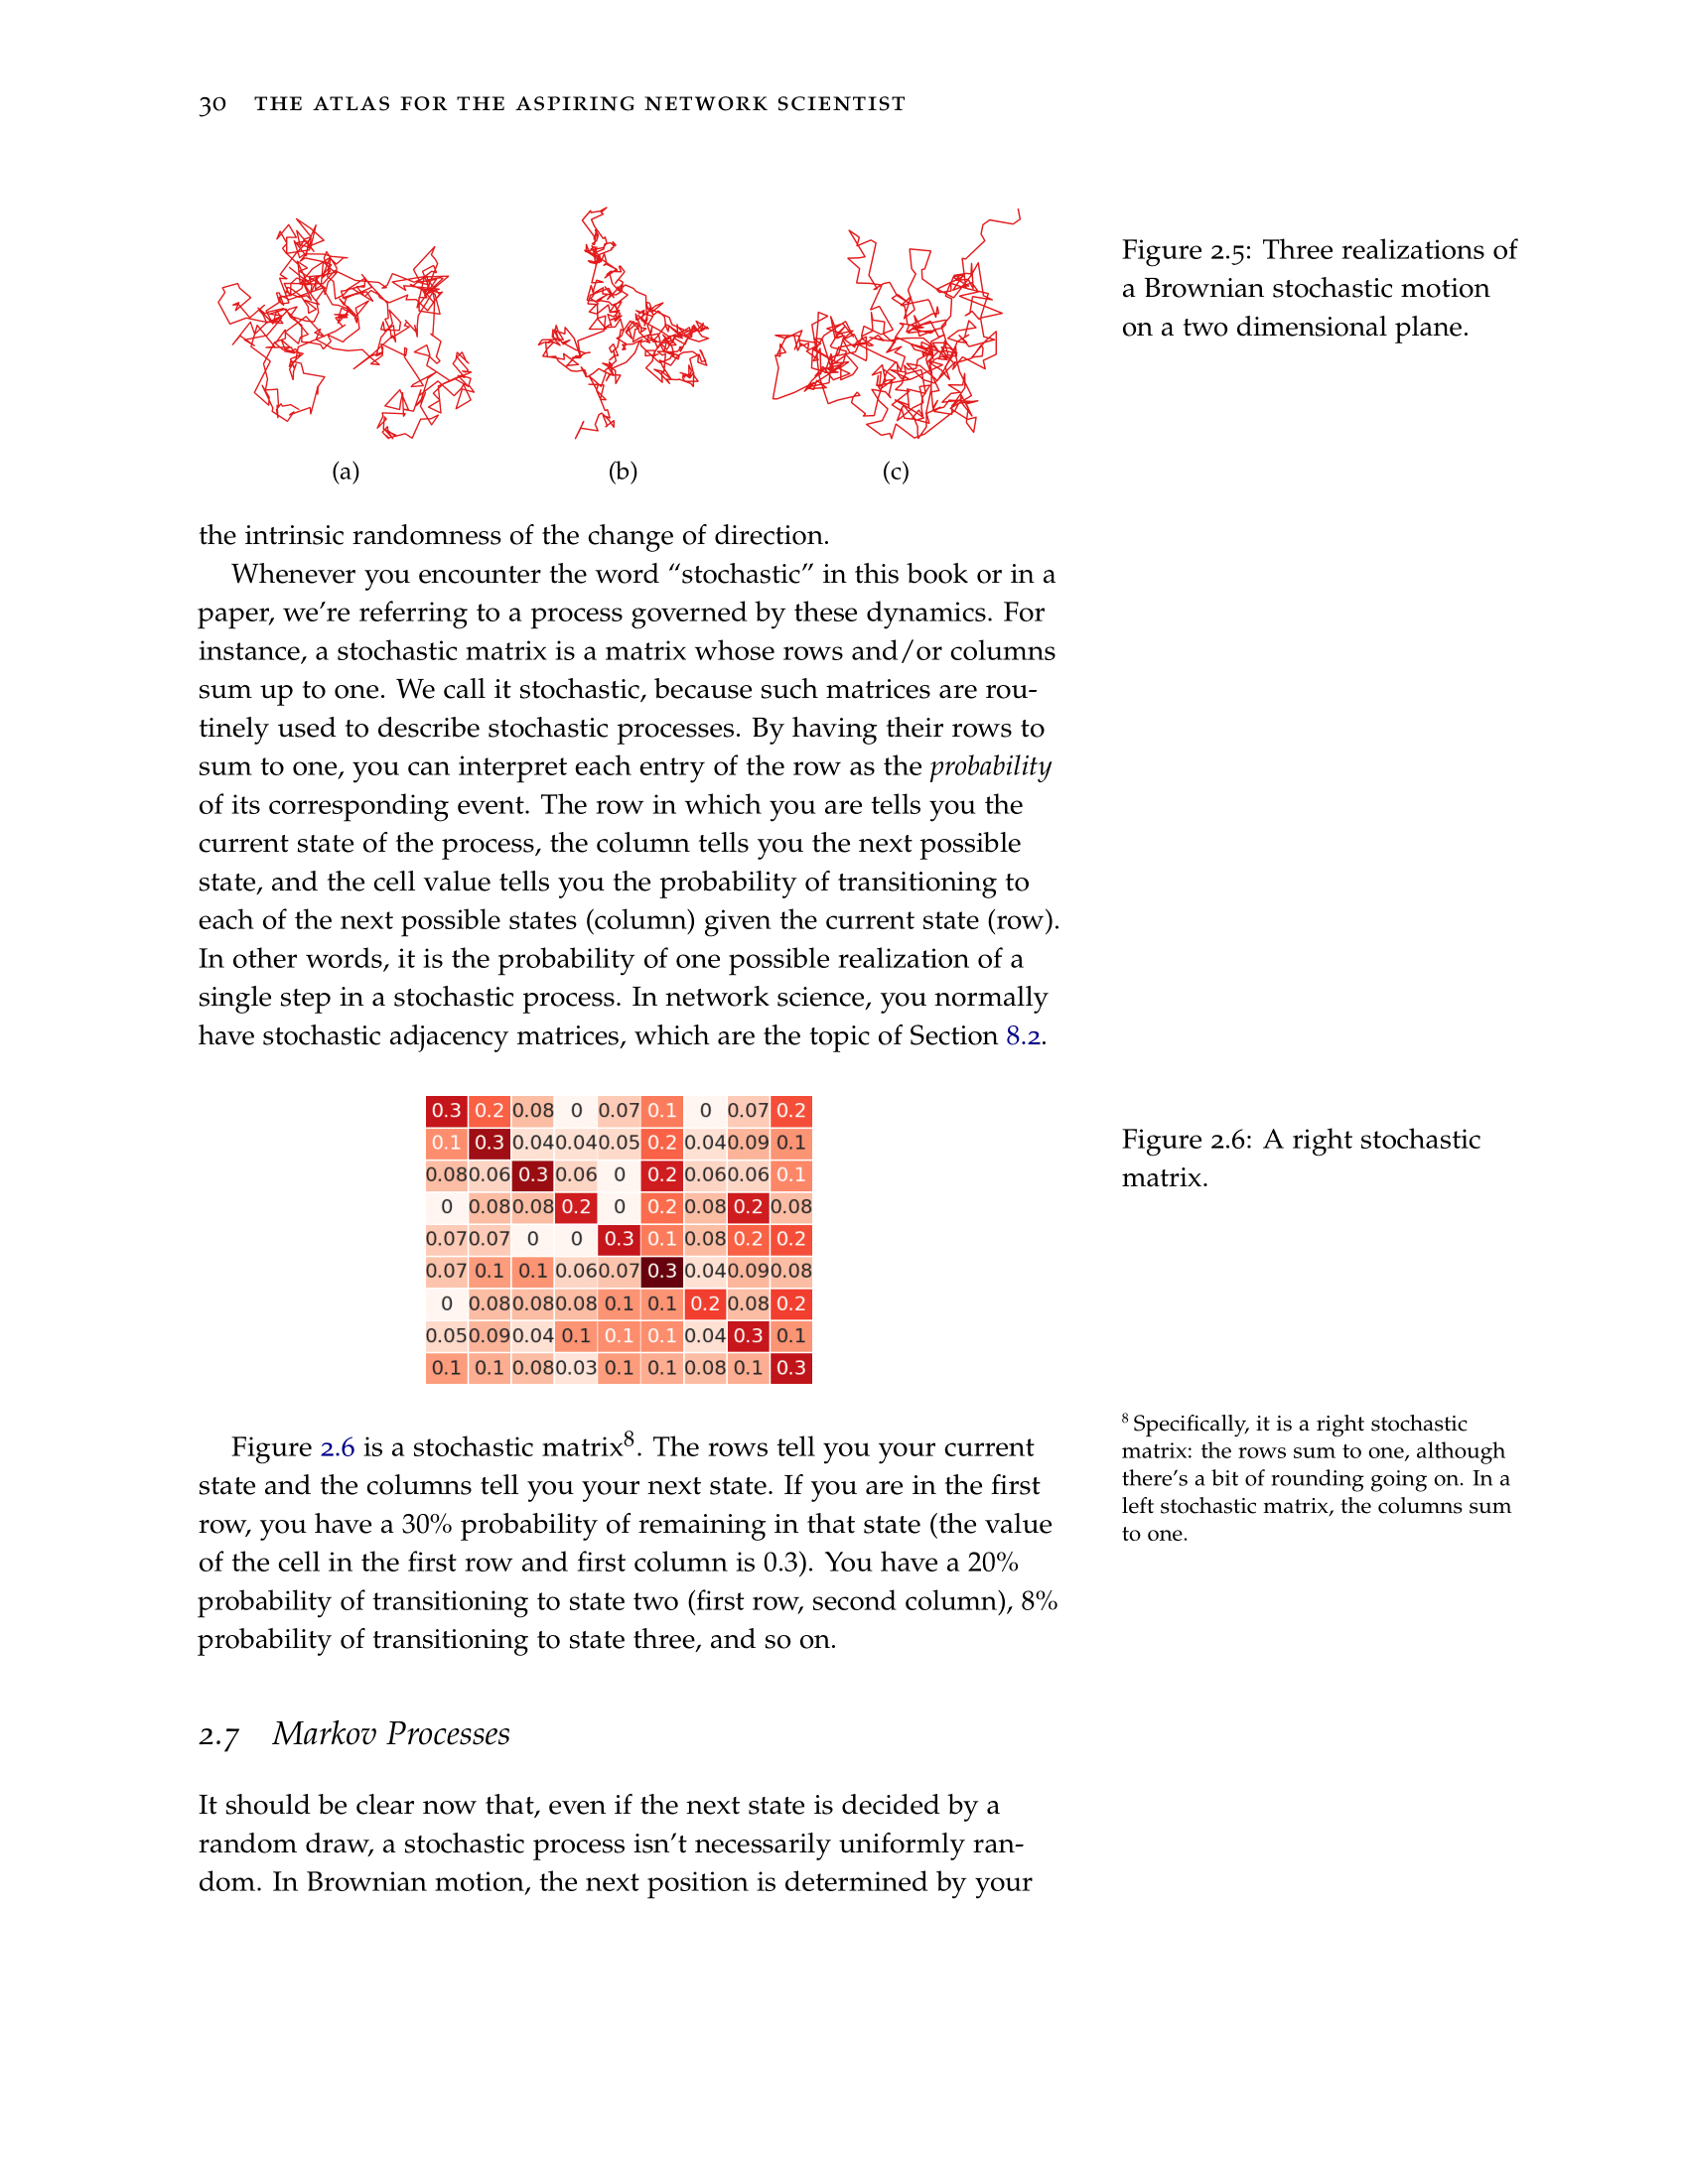 30 THE ATLAS FOR THE ASPIRING NETWORK SCIENTIST
(a) (b) (c)
Figure 2.5: Three realizations of
a Brownian stochastic motion
on a two dimensional plane.
the intrinsic randomness of the change of direction.
Whenever you encounter the word “stochastic” in this book or in a
paper, we’re referring to a process governed by these dynamics. For
instance, a stochastic matrix is a matrix whose rows and/or columns
sum up to one. We call it stochastic, because such matrices are rou-
tinely used to describe stochastic processes. By having their rows to
sum to one, you can interpret each entry of the row as the probability
of its corresponding event. The row in which you are tells you the
current state of the process, the column tells you the next possible
state, and the cell value tells you the probability of transitioning to
each of the next possible states (column) given the current state (row).
In other words, it is the probability of one possible realization of a
single step in a stochastic process. In network science, you normally
have stochastic adjacency matrices, which are the topic of Section 8.2.
0.3 0.2 0.08 0 0.07 0.1 0 0.07 0.2
0.1 0.3 0.04 0.04 0.05 0.2 0.04 0.09 0.1
0.08 0.06 0.3 0.06 0 0.2 0.06 0.06 0.1
0 0.08 0.08 0.2 0 0.2 0.08 0.2 0.08
0.07 0.07 0 0 0.3 0.1 0.08 0.2 0.2
0.07 0.1 0.1 0.06 0.07 0.3 0.04 0.09 0.08
0 0.08 0.08 0.08 0.1 0.1 0.2 0.08 0.2
0.05 0.09 0.04 0.1 0.1 0.1 0.04 0.3 0.1
0.1 0.1 0.08 0.03 0.1 0.1 0.08 0.1 0.3
Figure 2.6: A right stochastic
matrix.
Figure 2.6 is a stochastic matrix8. The rows tell you your current
state and the columns tell you your next state. If you are in the first
row, you have a 30% probability of remaining in that state (the value
of the cell in the first row and first column is 0.3). You have a 20%
probability of transitioning to state two (first row, second column), 8%
probability of transitioning to state three, and so on.
8 Specifically, it is a right stochastic
matrix: the rows sum to one, although
there’s a bit of rounding going on. In a
left stochastic matrix, the columns sum
to one.
2.7 Markov Processes
It should be clear now that, even if the next state is decided by a
random draw, a stochastic process isn’t necessarily uniformly ran-
dom. In Brownian motion, the next position is determined by your